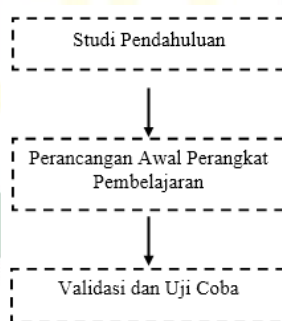 Studi Pendahuluan
Perancangan Awal Perangkat
Pembelajaran
Validasi dan Uji Coba